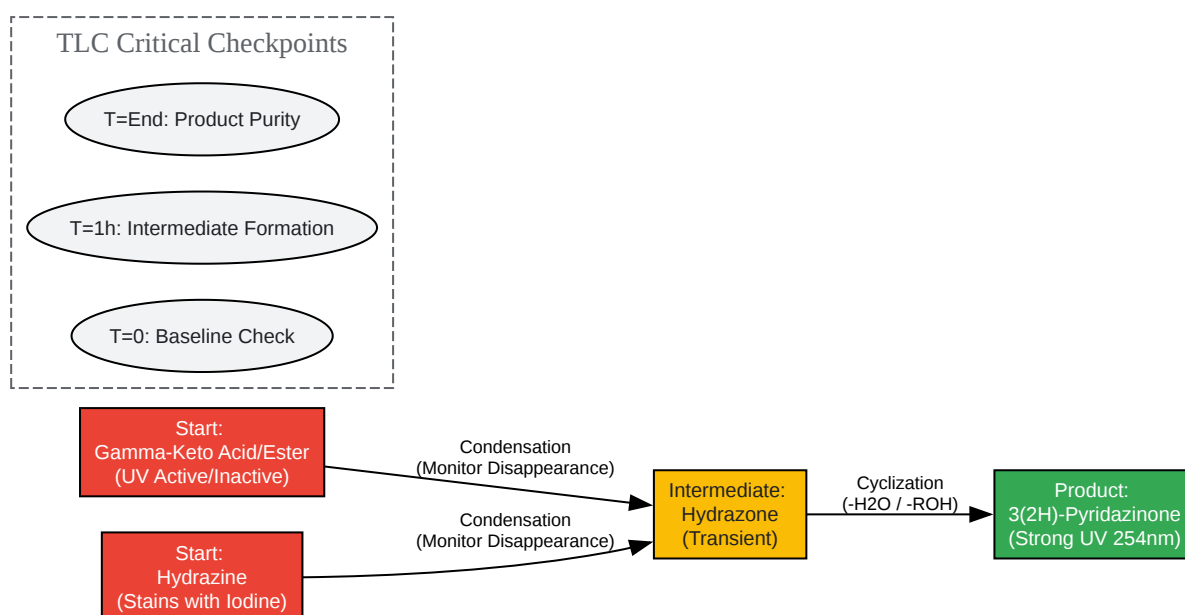 TLC Critical Checkpoints
T=End: Product Purity
T=1h: Intermediate Formation
T=0: Baseline Check
Start:
Gamma-Keto Acid/Ester
(UV Active/Inactive)
Condensation
(Monitor Disappearance)
Start:
Hydrazine
(Stains with Iodine)
Condensation
(Monitor Disappearance)
Intermediate:
Hydrazone
(Transient)
Cyclization
(-H2O / -ROH)
Product:
3(2H)-Pyridazinone
(Strong UV 254nm)